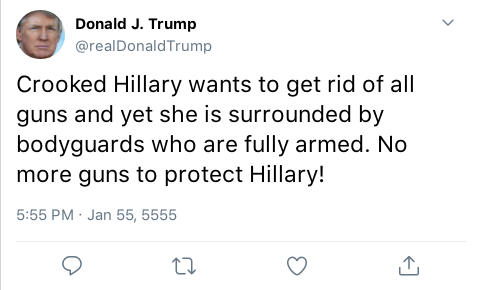 Donald J. Trump
@realDonaldTrump
Crooked Hillary wants to get rid of all
guns and yet she is surrounded by
bodyguards who are fully armed. No
more guns to protect Hillary!
5:55 PM · Jan 55, 5555